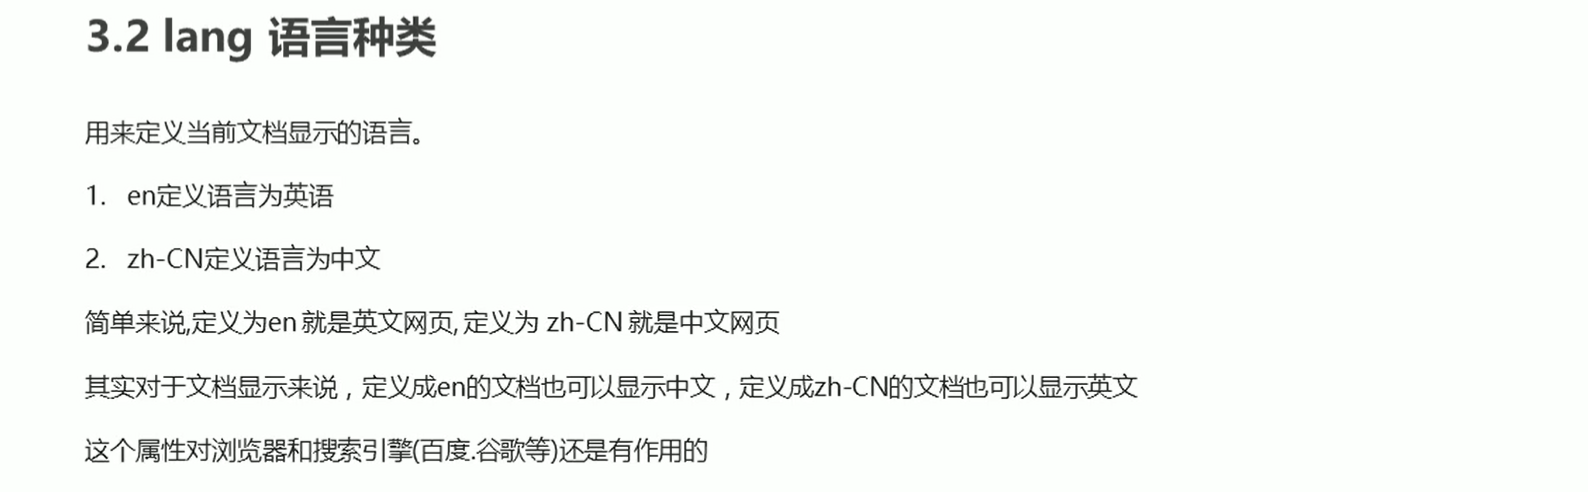 3.2 lang 语言种类
用来定义当前文档显示的语言。
1. en定义语言为英语
2. zh-CN定义语言为中文
简单来说,定义为en 就是英文网页, 定义为 zh-CN 就是中文网页
其实对于文档显示来说，定义成en的文档也可以显示中文，定义成zh-CN的文档也可以显示英文
这个属性对浏览器和搜索引擎(百度.谷歌等)还是有作用的